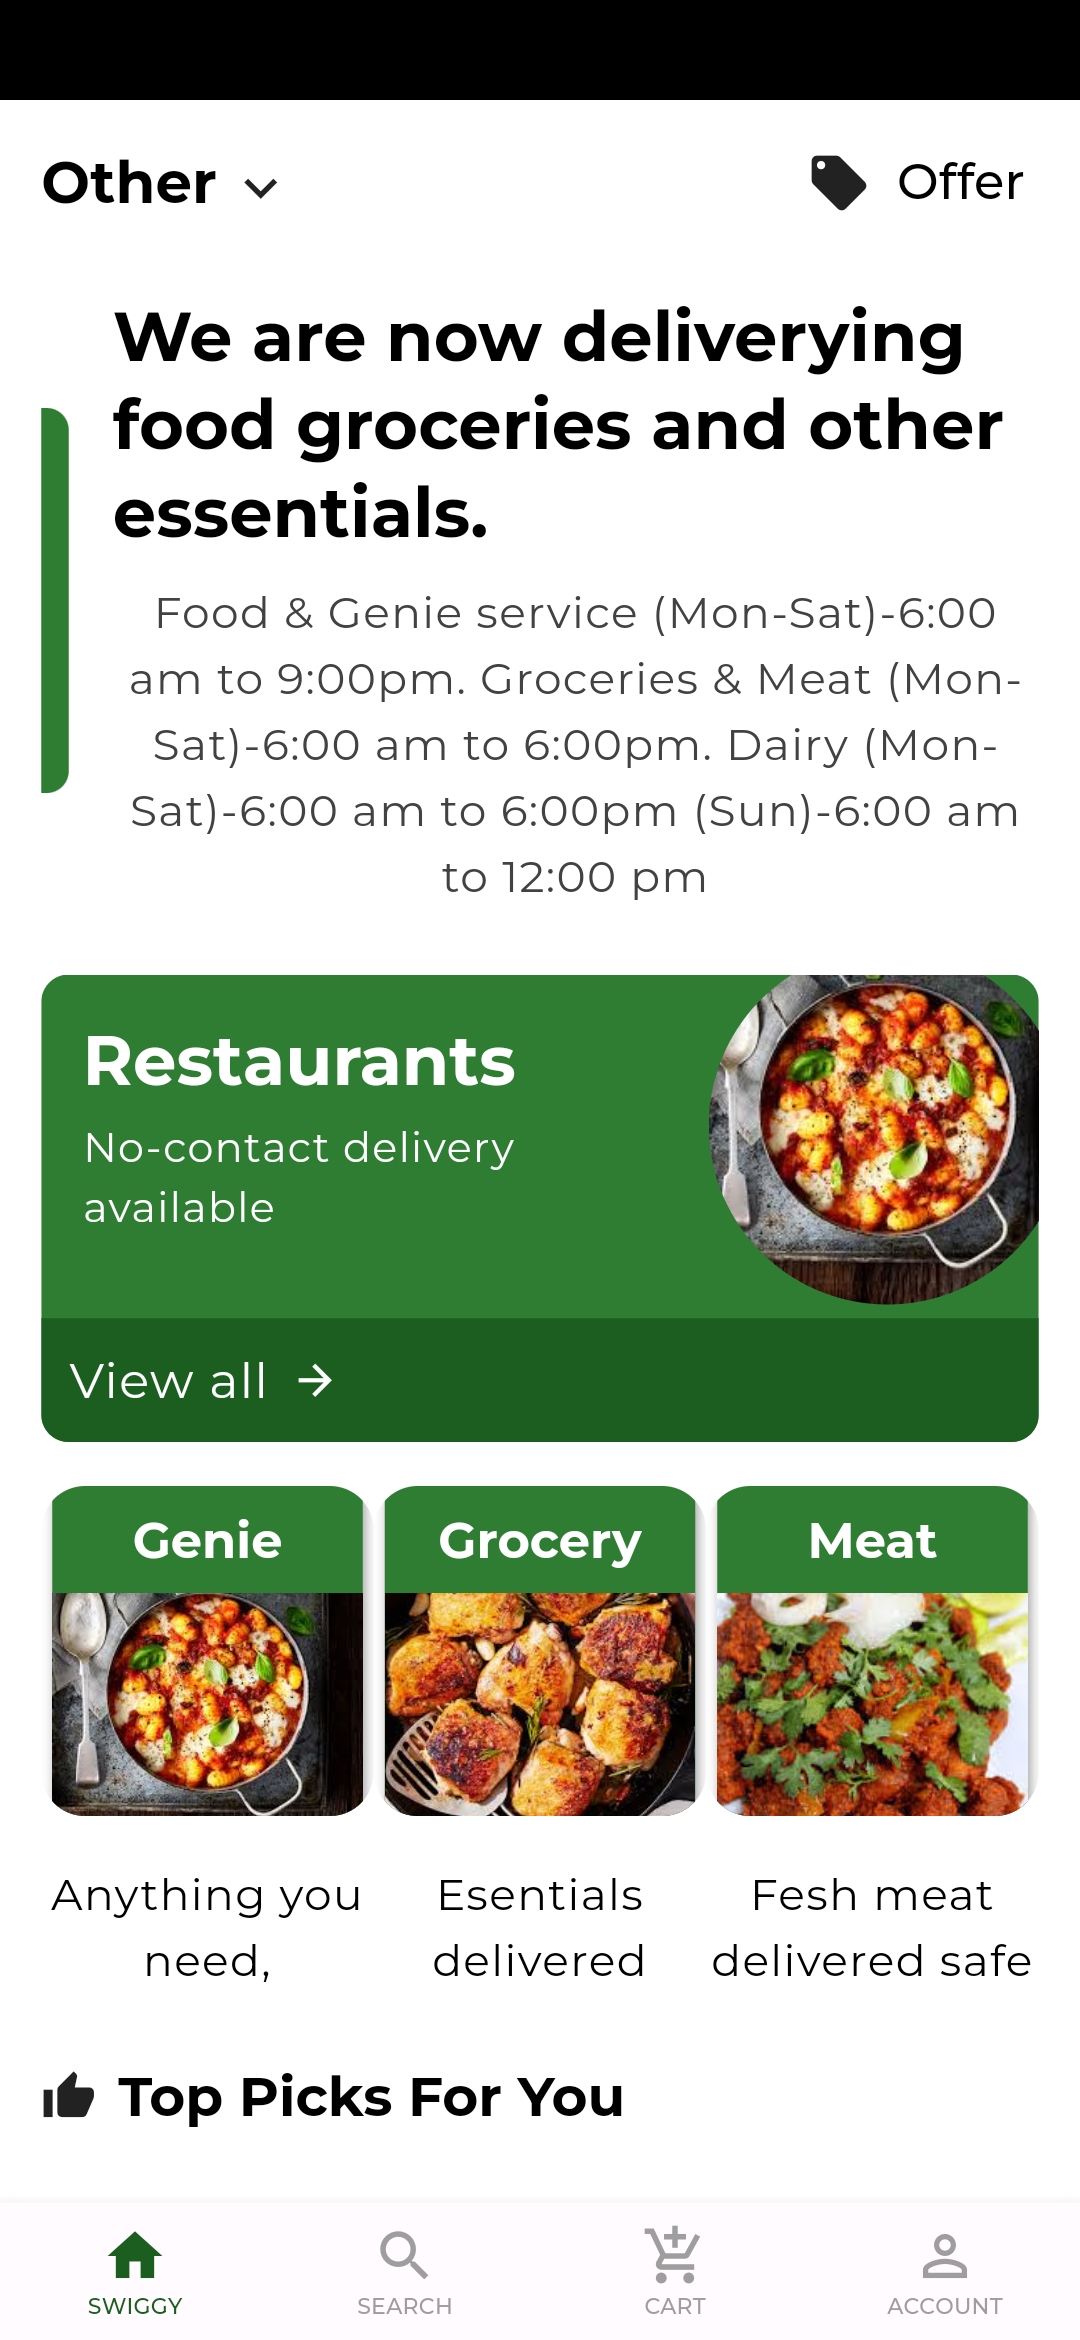 Other
Offer
We are now deliverying
food groceries and other
essentials.
Food & Genie service (Mon-Sat)-6:00
am to 9:00pm. Groceries & Meat (Mon-
Sat)-6:00 am to 6:00pm. Dairy (Mon-
Sat)-6:00 am to 6:00pm (Sun)-6:00 am
to 12:00 pm
Restaurants
No-contact delivery
available
View all
Genie
Grocery
Meat
Anything you
need,
Esentials
delivered
Fesh meat
delivered safe
Top Picks For You
SWIGGY
SEARCH
CART
ACCOUNT